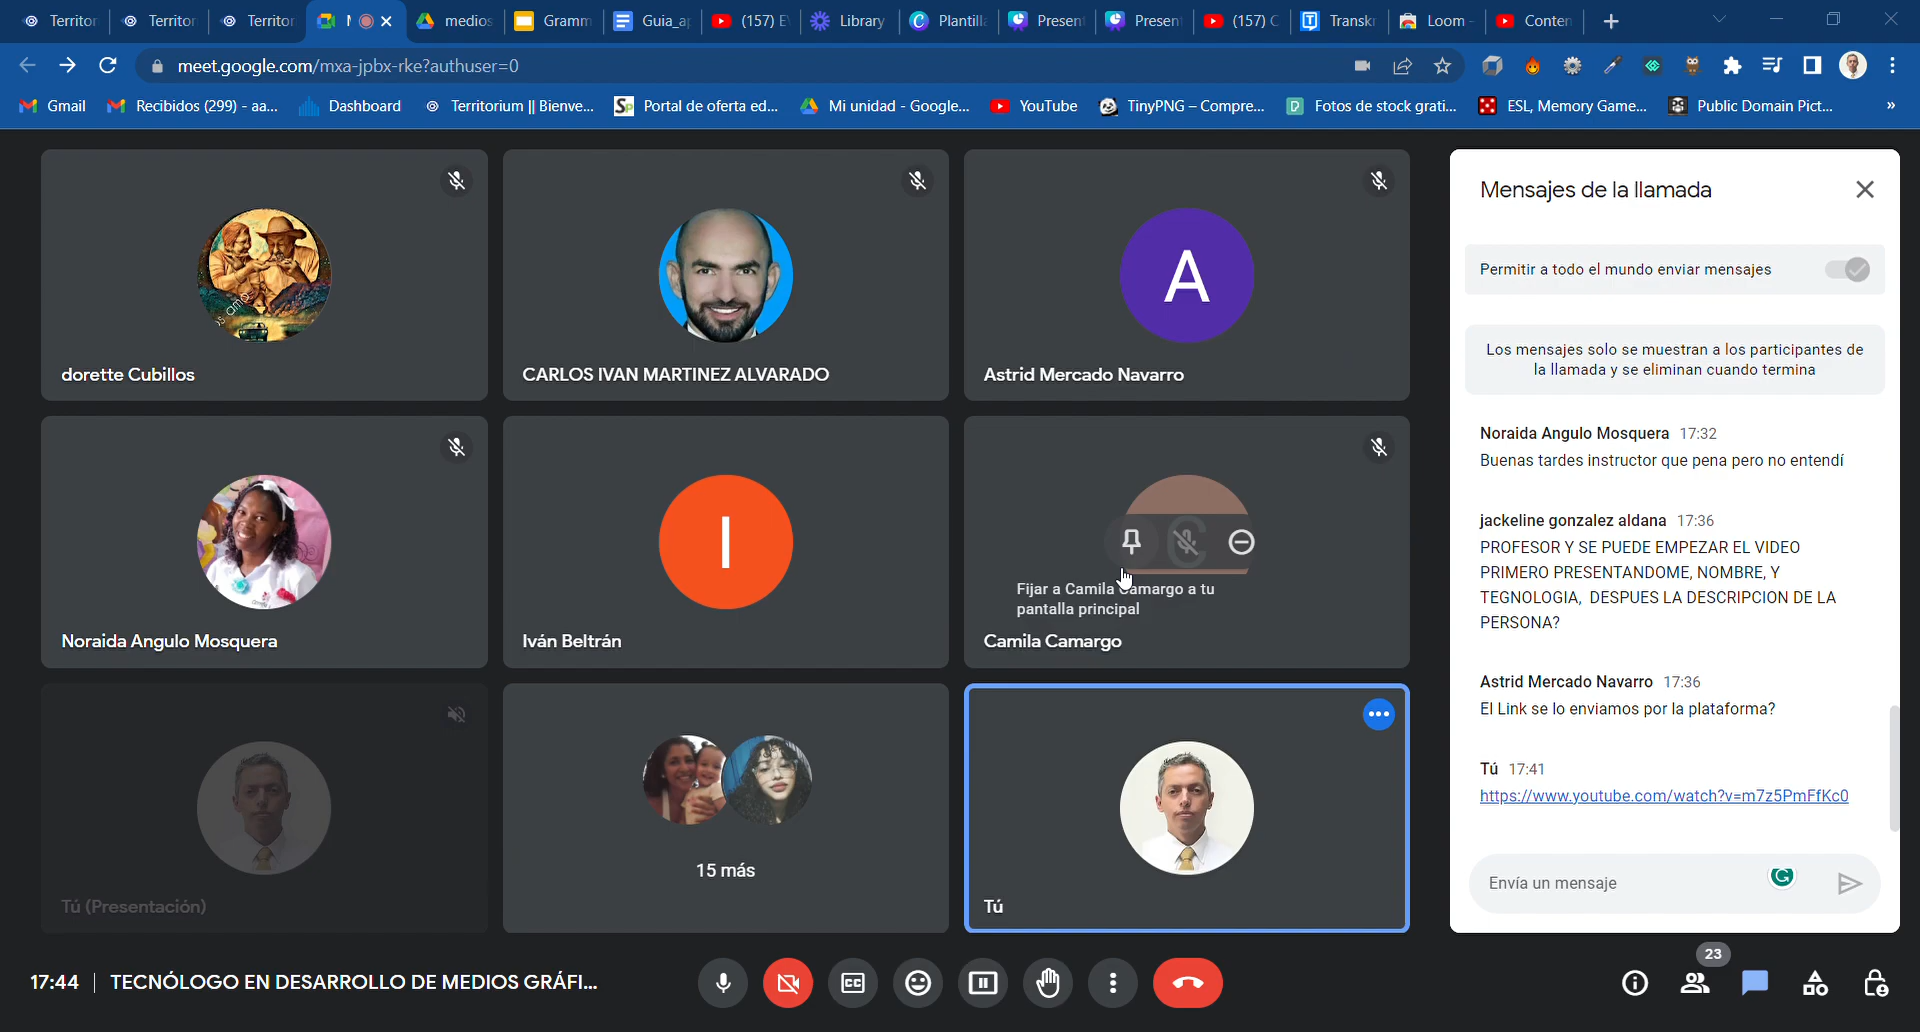 Territor
Territor
Territor
medios
Gramm
Guia_a
(157) E
Library
Plantill
Present
Presen
(157) C
Transk
Loom -
Conten
meet.google.com/mxa-jpbx-rke?authuser=0
Gmail
Recibidos (299) - aa...
Dashboard
Territorium || Bienve...
Portal de oferta ed...
Mi unidad - Google...
YouTube
TinyPNG – Compre...
Fotos de stock grati...
ESL, Memory Game...
Public Domain Pict...
»
dorette Cubillos
CARLOS IVAN MARTINEZ ALVARADO
A
Astrid Mercado Navarro
Noraida Angulo Mosquera
I
Iván Beltrán
C
Fijar a Camila Camargo a tu
pantalla principal
Camila Camargo
Tú (Presentación)
15 más
Tú
Mensajes de la llamada
Permitir a todo el mundo enviar mensajes
Los mensajes solo se muestran a los participantes de
la llamada y se eliminan cuando termina
Noraida Angulo Mosquera 17:32
Buenas tardes instructor que pena pero no entendí
jackeline gonzalez aldana 17:36
PROFESOR Y SE PUEDE EMPEZAR EL VIDEO
PRIMERO PRESENTANDOME, NOMBRE, Y
TEGNOLOGIA, DESPUES LA DESCRIPCION DE LA
PERSONA?
Astrid Mercado Navarro 17:36
El Link se lo enviamos por la plataforma?
Tú 17:41
https://www.youtube.com/watch?v=m7z5PmFfKc0
Envía un mensaje
17:44
TECNÓLOGO EN DESARROLLO DE MEDIOS GRÁFI...
23